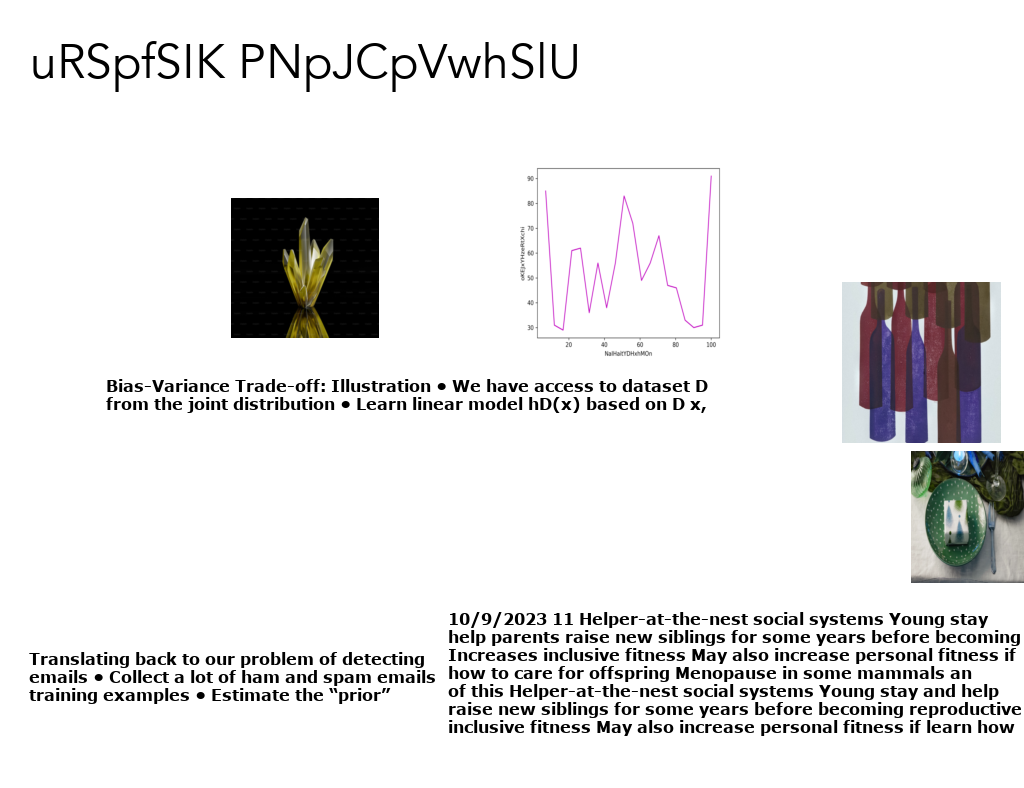 uRSpfSIK PNpJCpVwhSlU
90
80
70
60
50
40
30
20
40
60
80
100
NalHaitYDHxhMOn
Bias-Variance Trade-off: Illustration • We have access to dataset D
from the joint distribution • Learn linear model hD(x) based on D x,
Translating back to our problem of detecting
emails • Collect a lot of ham and spam emails
training examples • Estimate the “prior”
10/9/2023 11 Helper-at-the-nest social systems Young stay
help parents raise new siblings for some years before becoming
Increases inclusive fitness May also increase personal fitness if
how to care for offspring Menopause in some mammals an
of this Helper-at-the-nest social systems Young stay and help
raise new siblings for some years before becoming reproductive
inclusive fitness May also increase personal fitness if learn how